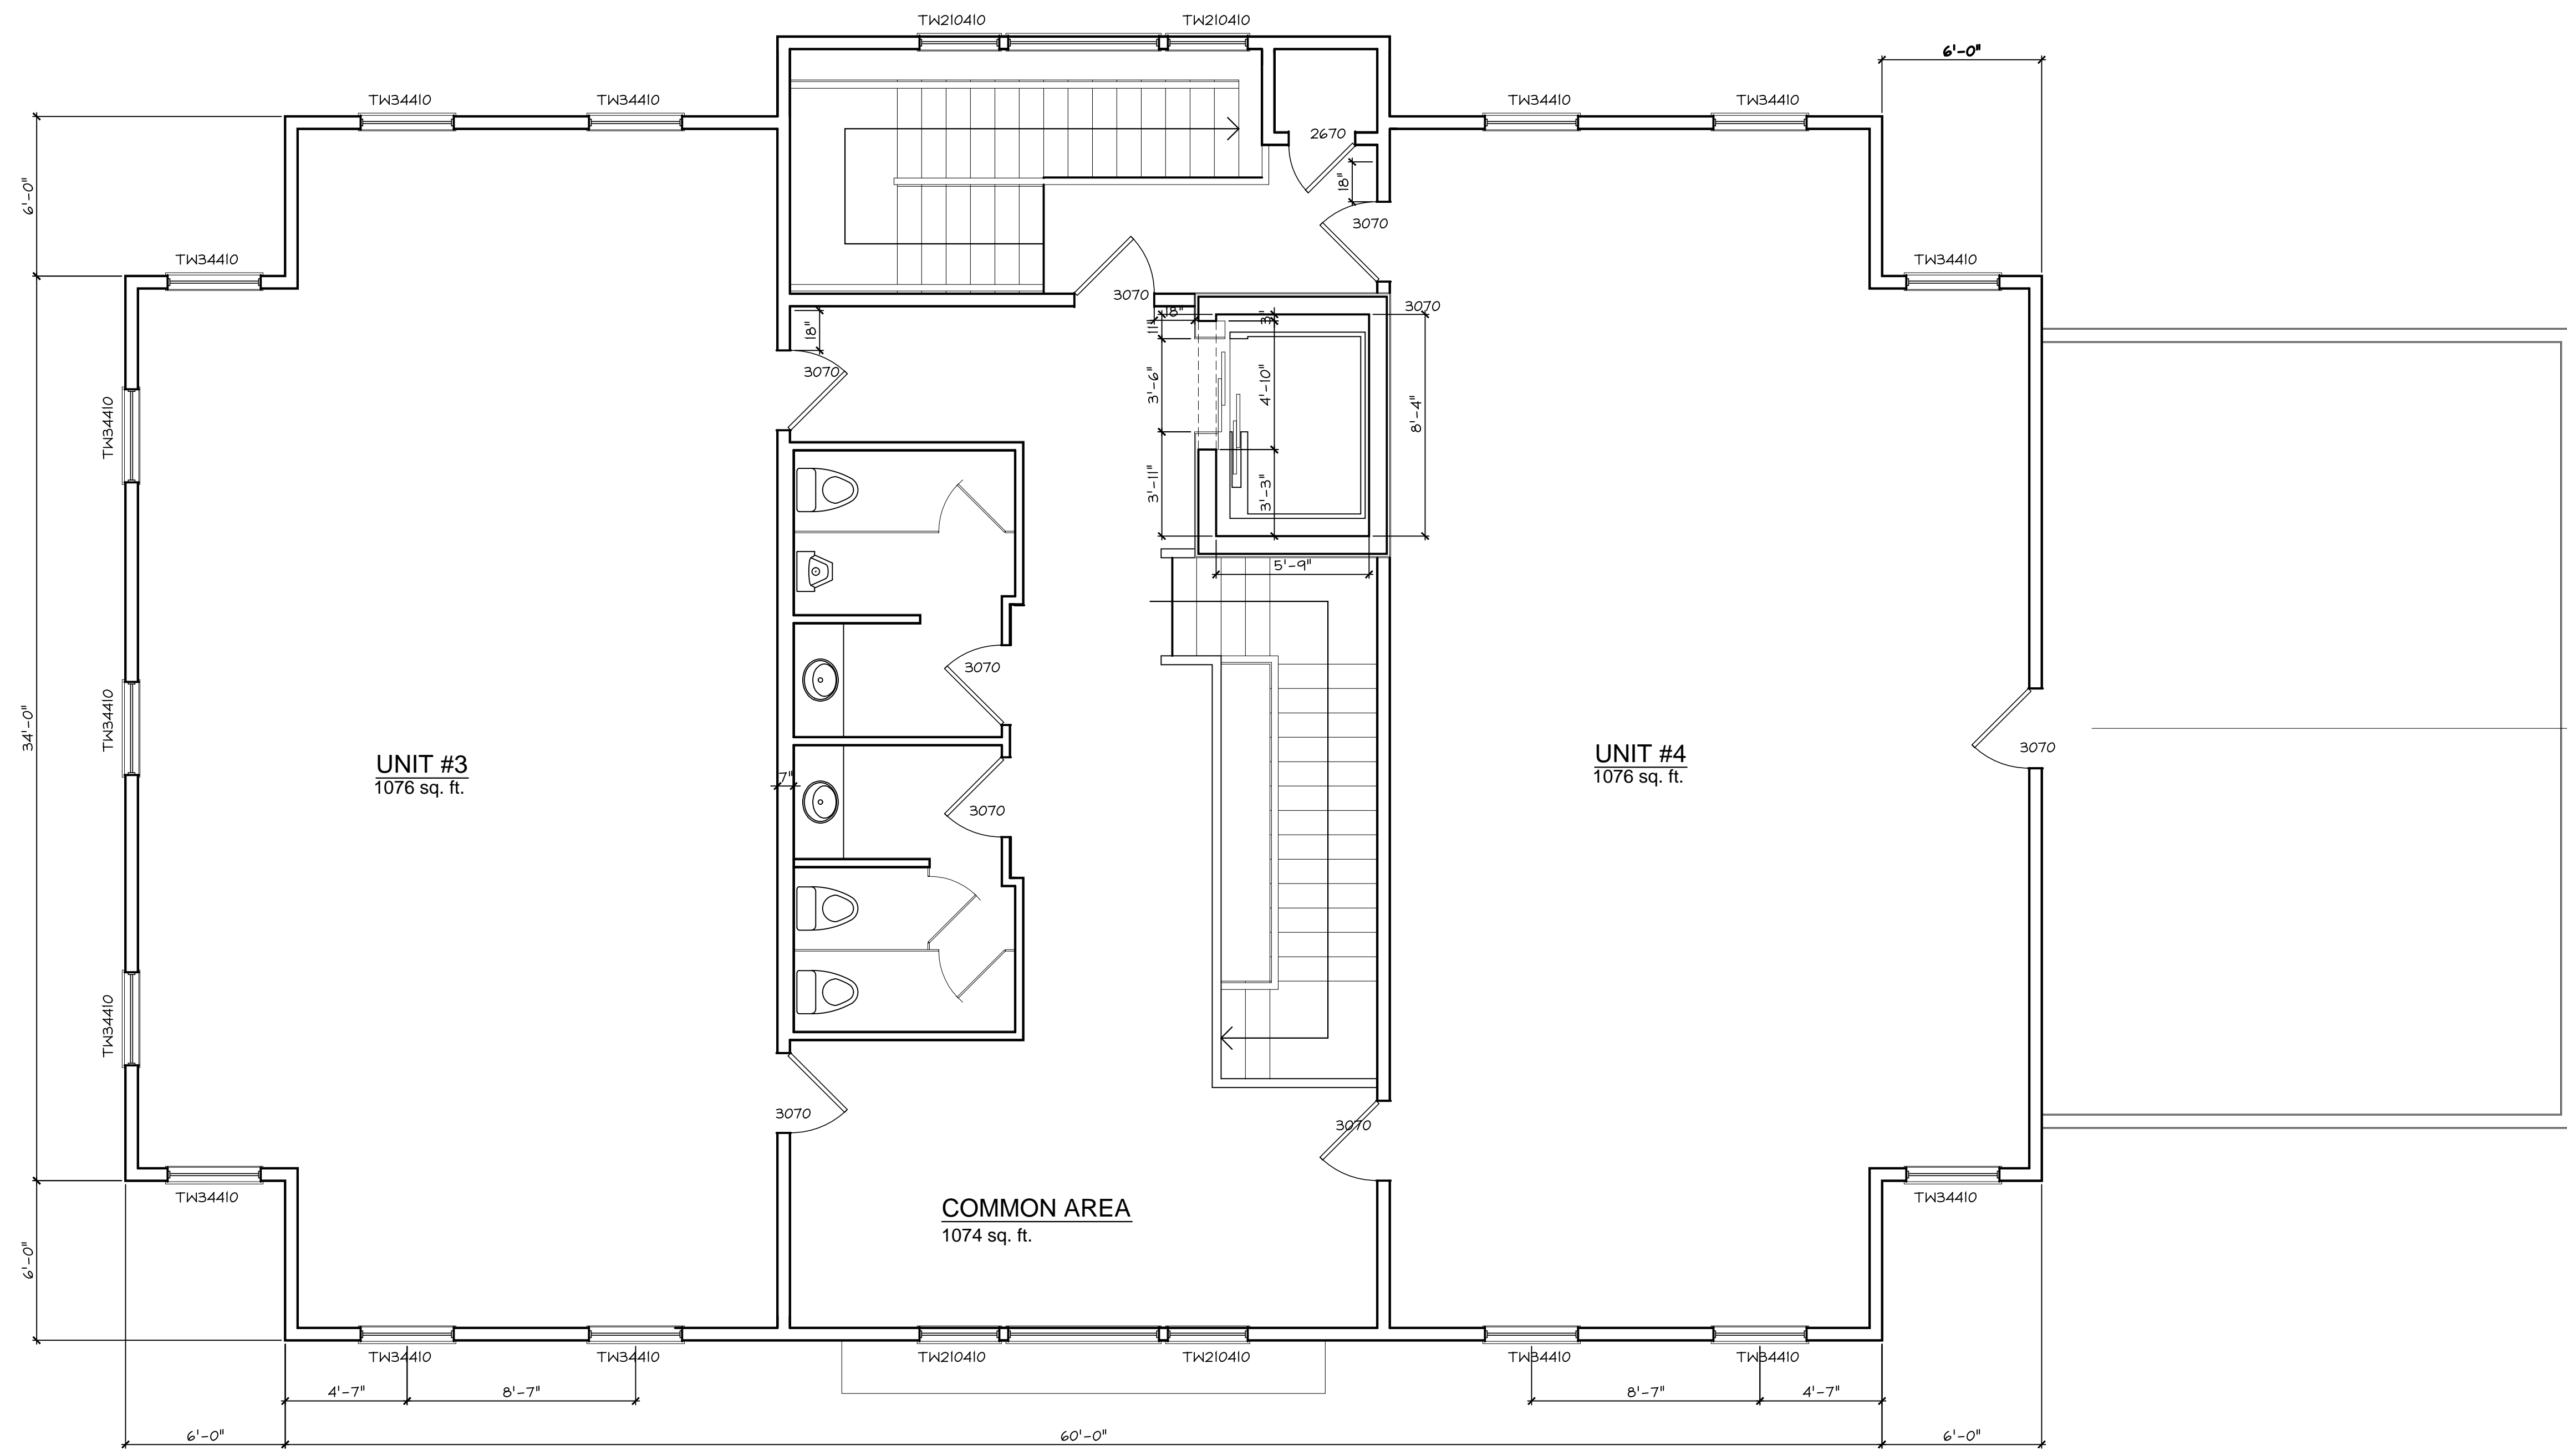 TW210410
TW210410
6'-0"
TW34410
TW34410
TW34410
TW34410
2670
18"
6'-0"
3070
TW34410
TW34410
3070
3070
18"
11"
3"
18"
3070
3'-6"
4'-10"
8'-4"
TW34410
3'-11"
3'-3"
5'-9"
3070
34'-0"
TW34410
UNIT #3
1076 sq. ft.
7"
UNIT #4
1076 sq. ft.
3070
3070
TW34410
3070
3070
TW34410
TW34410
COMMON AREA
1074 sq. ft.
6'-0"
TW34410
TW34410
TW210410
TW210410
TW34410
TW34410
4'-7"
8'-7"
8'-7"
4'-7"
6'-0"
60'-0"
6'-0"